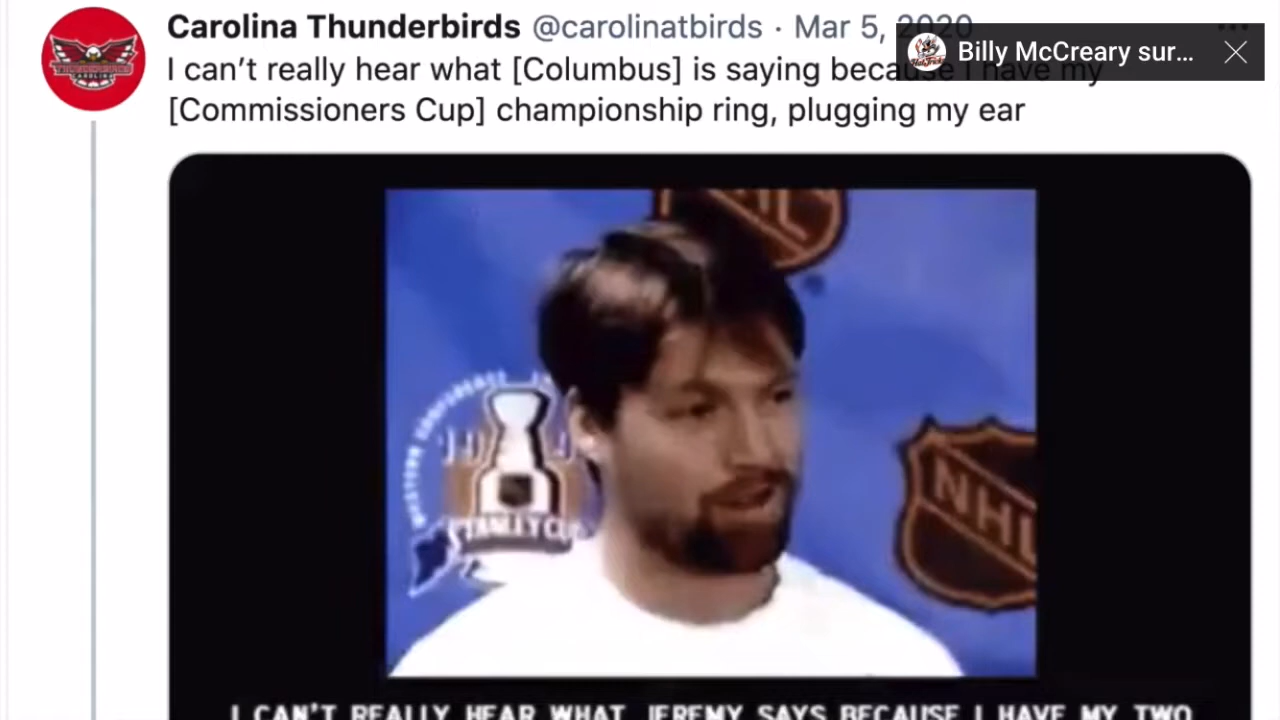 Carolina Thunderbirds @carolinatbirds · Mar 5, 2020
Billy McCreary sur...
I can't really hear what [Columbus] is saying because I have my
[Commissioners Cup] championship ring, plugging my ear
NHL
STANLEY CUP
NHL
I CAN'T REALLY HEAR WHAT JEREMY SAYS BECAUSE I HAVE MY TWO